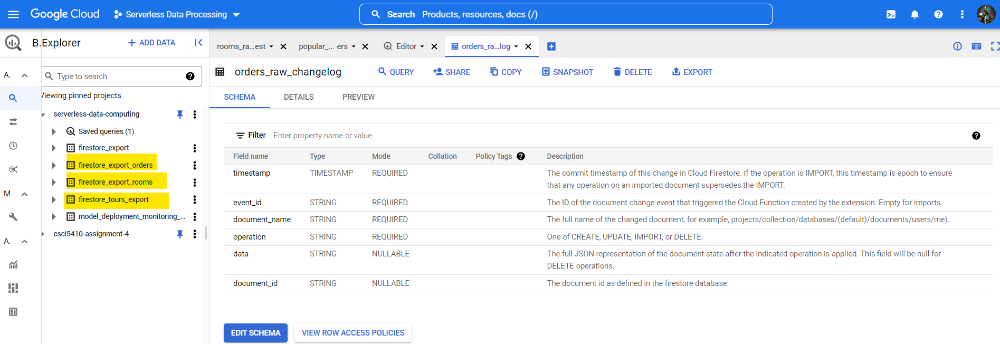 Google Cloud Serverless Data Processing Search Products, resources, docs (/)
B. Explorer + ADD DATA
rooms_ra...est popular_... ers Editor orders_ra...log
A.
Type to search
orders_raw_changelog QUERY SHARE COPY SNAPSHOT DELETE EXPORT
Viewing pinned projects.
SCHEMA DETAILS PREVIEW
serverless-data-computing
Saved queries (1)
firestore_export
firestore_export_orders
firestore_export_rooms
M
firestore_tours_export
model_deployment_monitoring_...
csci5410-assignment-4
A.
Filter Enter property name or value
Field name Type Mode Collation Policy Tags Description
timestamp TIMESTAMP REQUIRED The commit timestamp of this change in Cloud Firestore. If the operation is IMPORT, this timestamp is epoch to ensure
that any operation on an imported document supersedes the IMPORT.
event_id STRING REQUIRED The ID of the document change event that triggered the Cloud Function created by the extension. Empty for imports.
document_name STRING REQUIRED The full name of the changed document, for example, projects/collection/databases/(default)/documents/users/me).
operation STRING REQUIRED One of CREATE, UPDATE, IMPORT, or DELETE.
data STRING NULLABLE The full JSON representation of the document state after the indicated operation is applied. This field will be null for
DELETE operations.
document_id STRING NULLABLE The document id as defined in the firestore database.
EDIT SCHEMA VIEW ROW ACCESS POLICIES